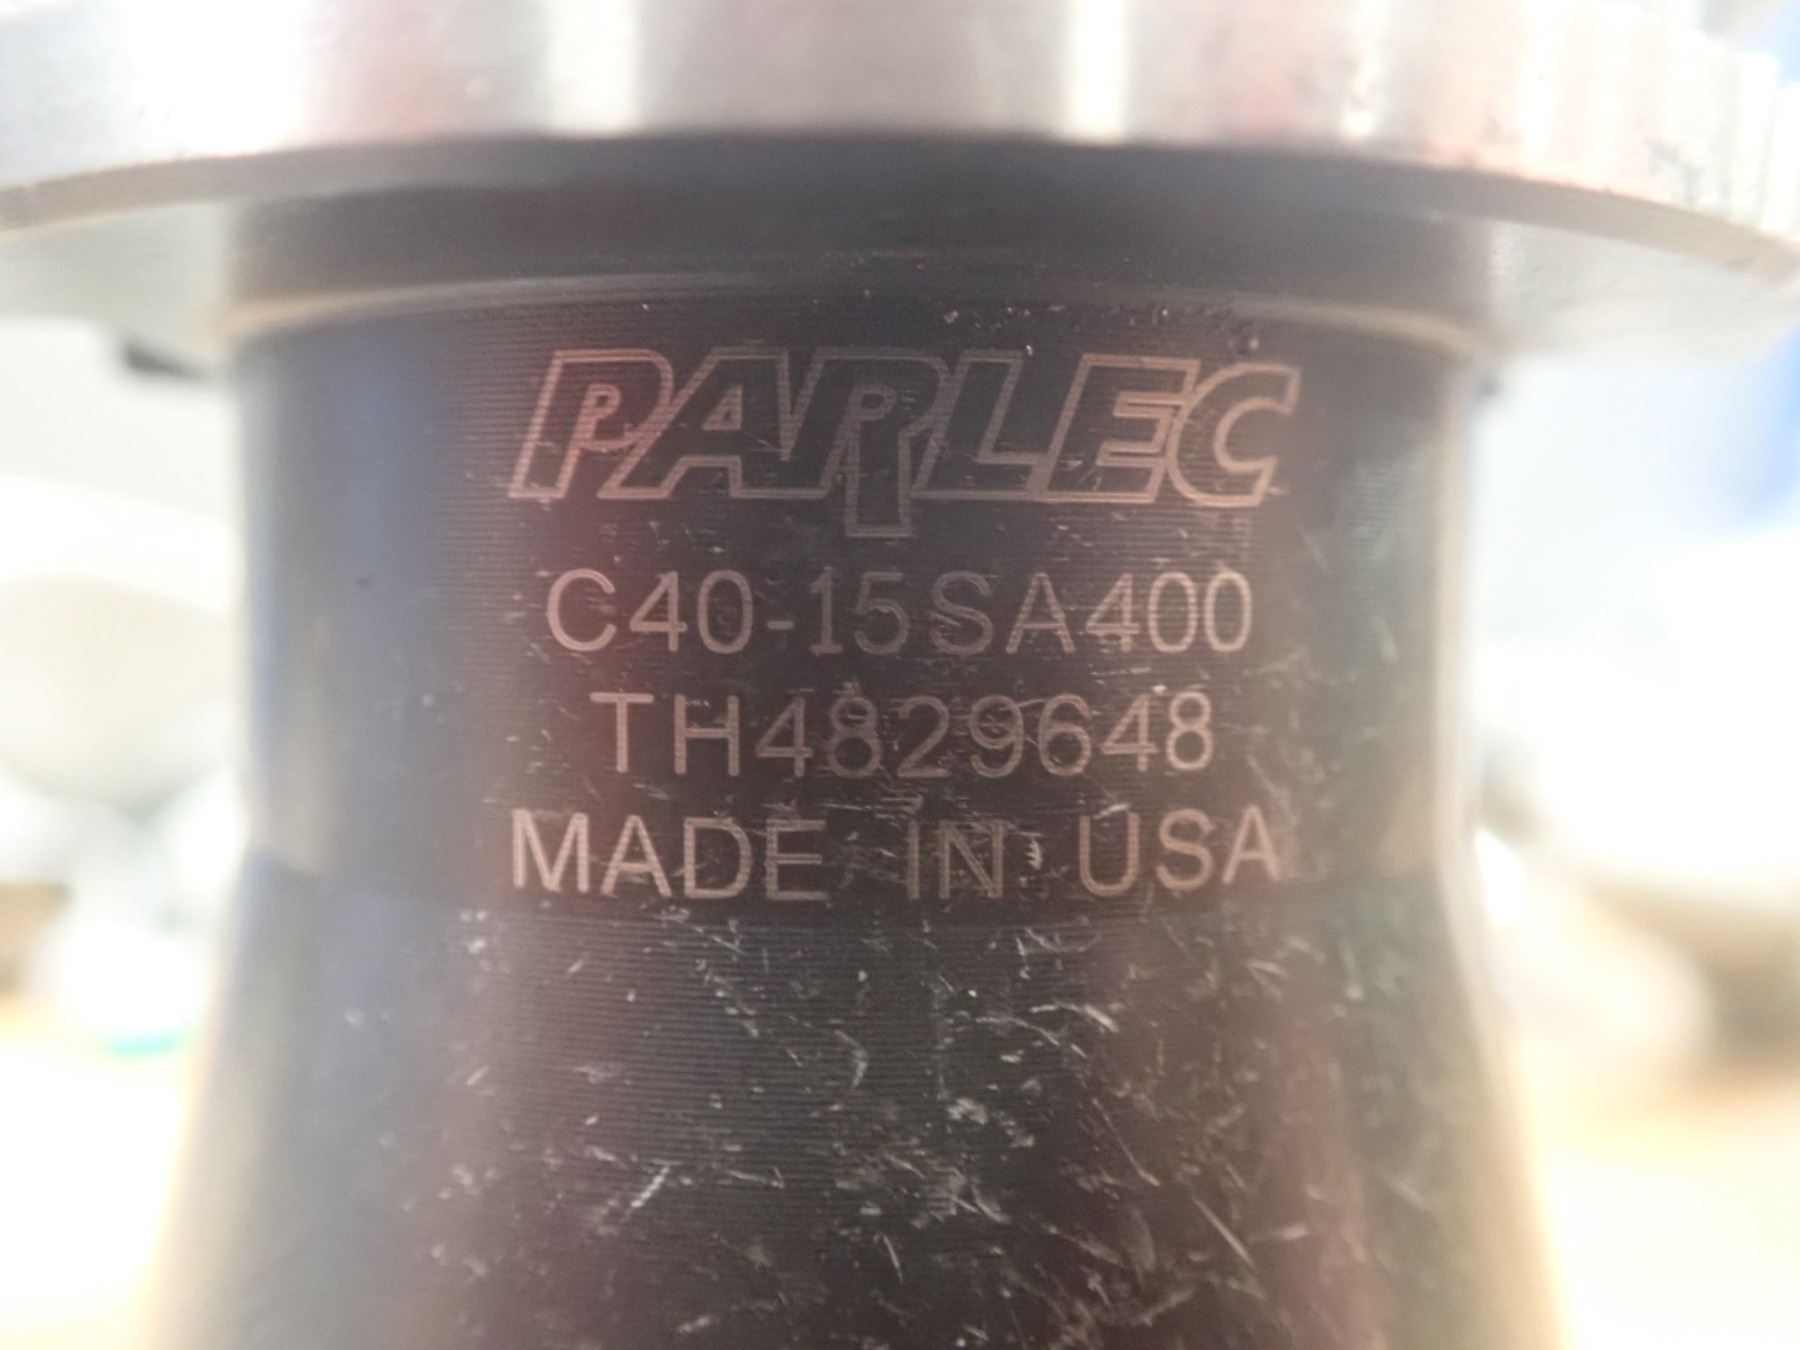 PARLEC
C40-15SA400
TH4829648
MADE IN USA